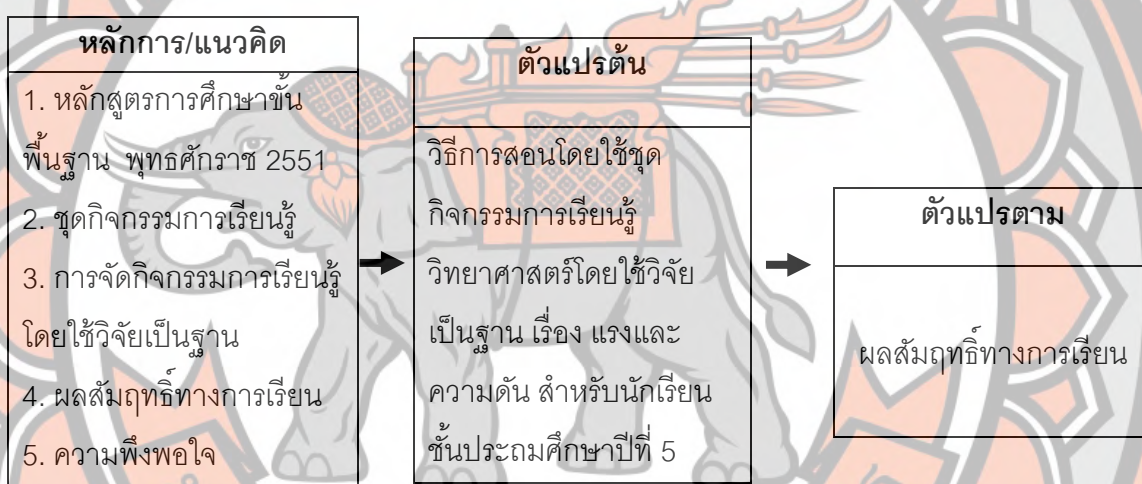 หลักการ/แนวคิด
1. หลักสูตรการศึกษาขั้น
พื้นฐาน พุทธศักราช 2551
2. ชุดกิจกรรมการเรียนรู้
3. การจัดกิจกรรมการเรียนรู้
โดยใช้วิจัยเป็นฐาน
4. ผลสัมฤทธิ์ทางการเรียน
5. ความพึงพอใจ
ตัวแปรต้น
วิธีการสอนโดยใช้ชุด
กิจกรรมการเรียนรู้
วิทยาศาสตร์โดยใช้วิจัย
เป็นฐาน เรื่อง แรงและ
ความดัน สำหรับนักเรียน
ชั้นประถมศึกษาปีที่ 5
ตัวแปรตาม
ผลสัมฤทธิ์ทางการเรียน